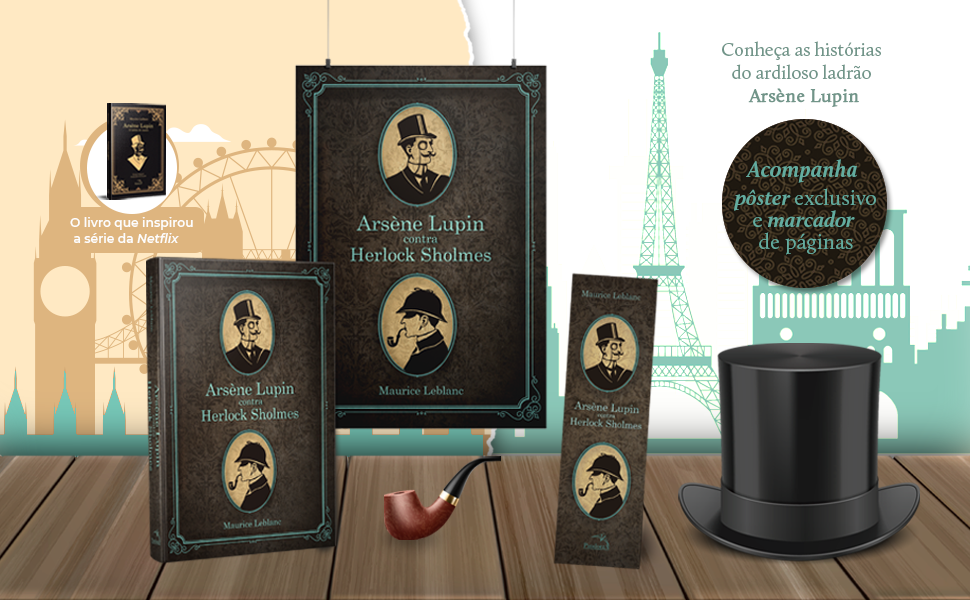 Conheça as histórias
do ardiloso ladrão
Arsène Lupin
Acompanha
pôster exclusivo
e marcador
de páginas
Arsène Lupin
O livro que inspirou
a série da Netflix
Arsène Lupin
contra
Herlock Sholmes
Maurice Leblanc
Arsène Lupin
contra
Herlock Sholmes
Maurice Leblanc
Maurice Leblanc
Arsène Lupin
contra
Herlock Sholmes